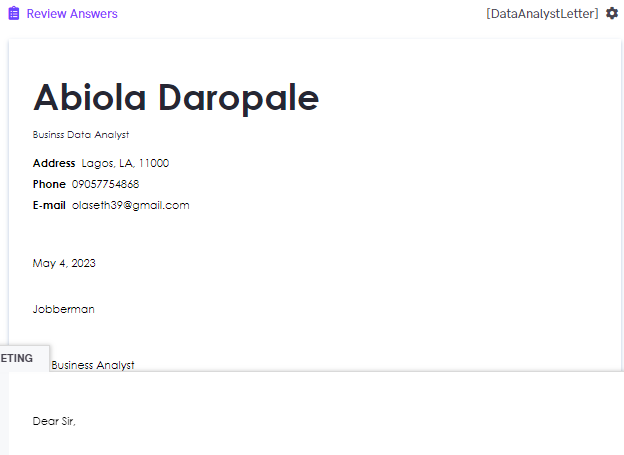 Review Answers
[DataAnalystLetter]
Abiola Daropale
Businss Data Analyst
Address Lagos, LA, 11000
Phone 09057754868
E-mail olaseth39@gmail.com
May 4, 2023
Jobberman
ETING
Business Analyst
Dear Sir,